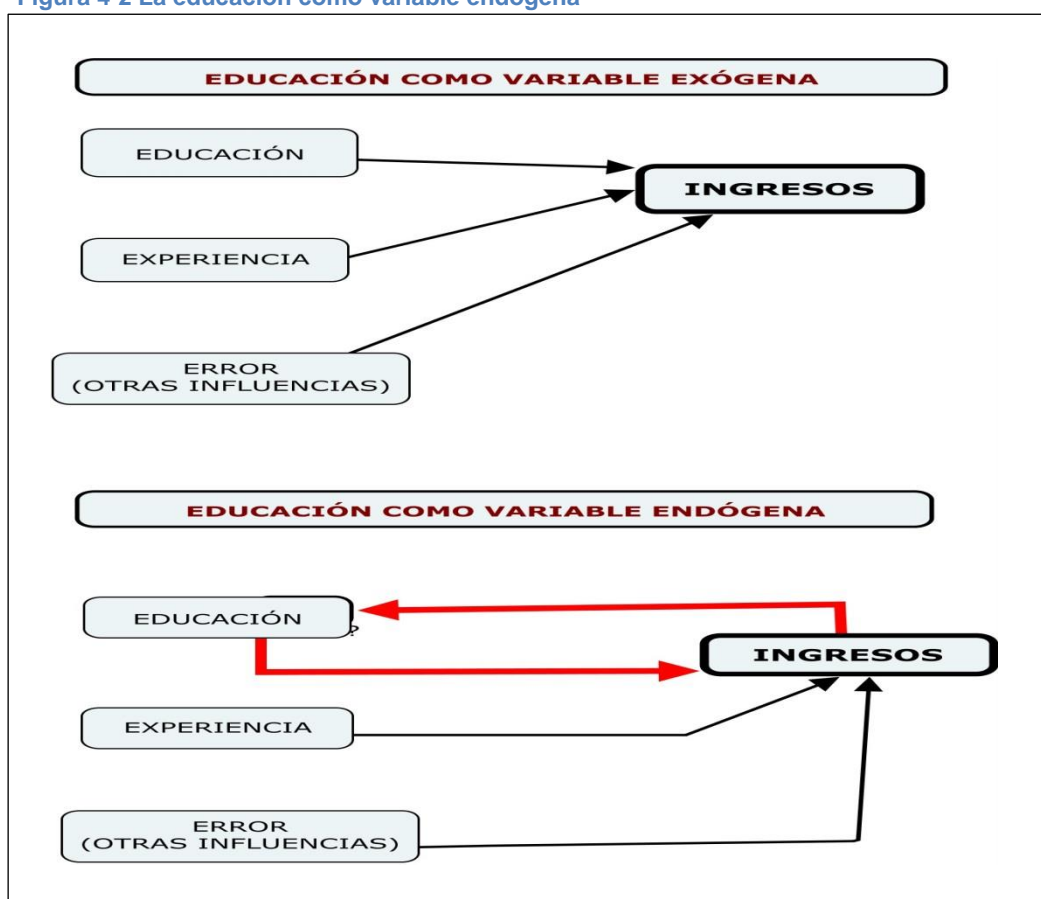 Figura 4-2 La educación como variable endógena
EDUCACIÓN COMO VARIABLE EXÓGENA
EDUCACIÓN
INGRESOS
EXPERIENCIA
ERROR
(OTRAS INFLUENCIAS)
EDUCACIÓN COMO VARIABLE ENDÓGENA
EDUCACIÓN
?
INGRESOS
EXPERIENCIA
ERROR
(OTRAS INFLUENCIAS)